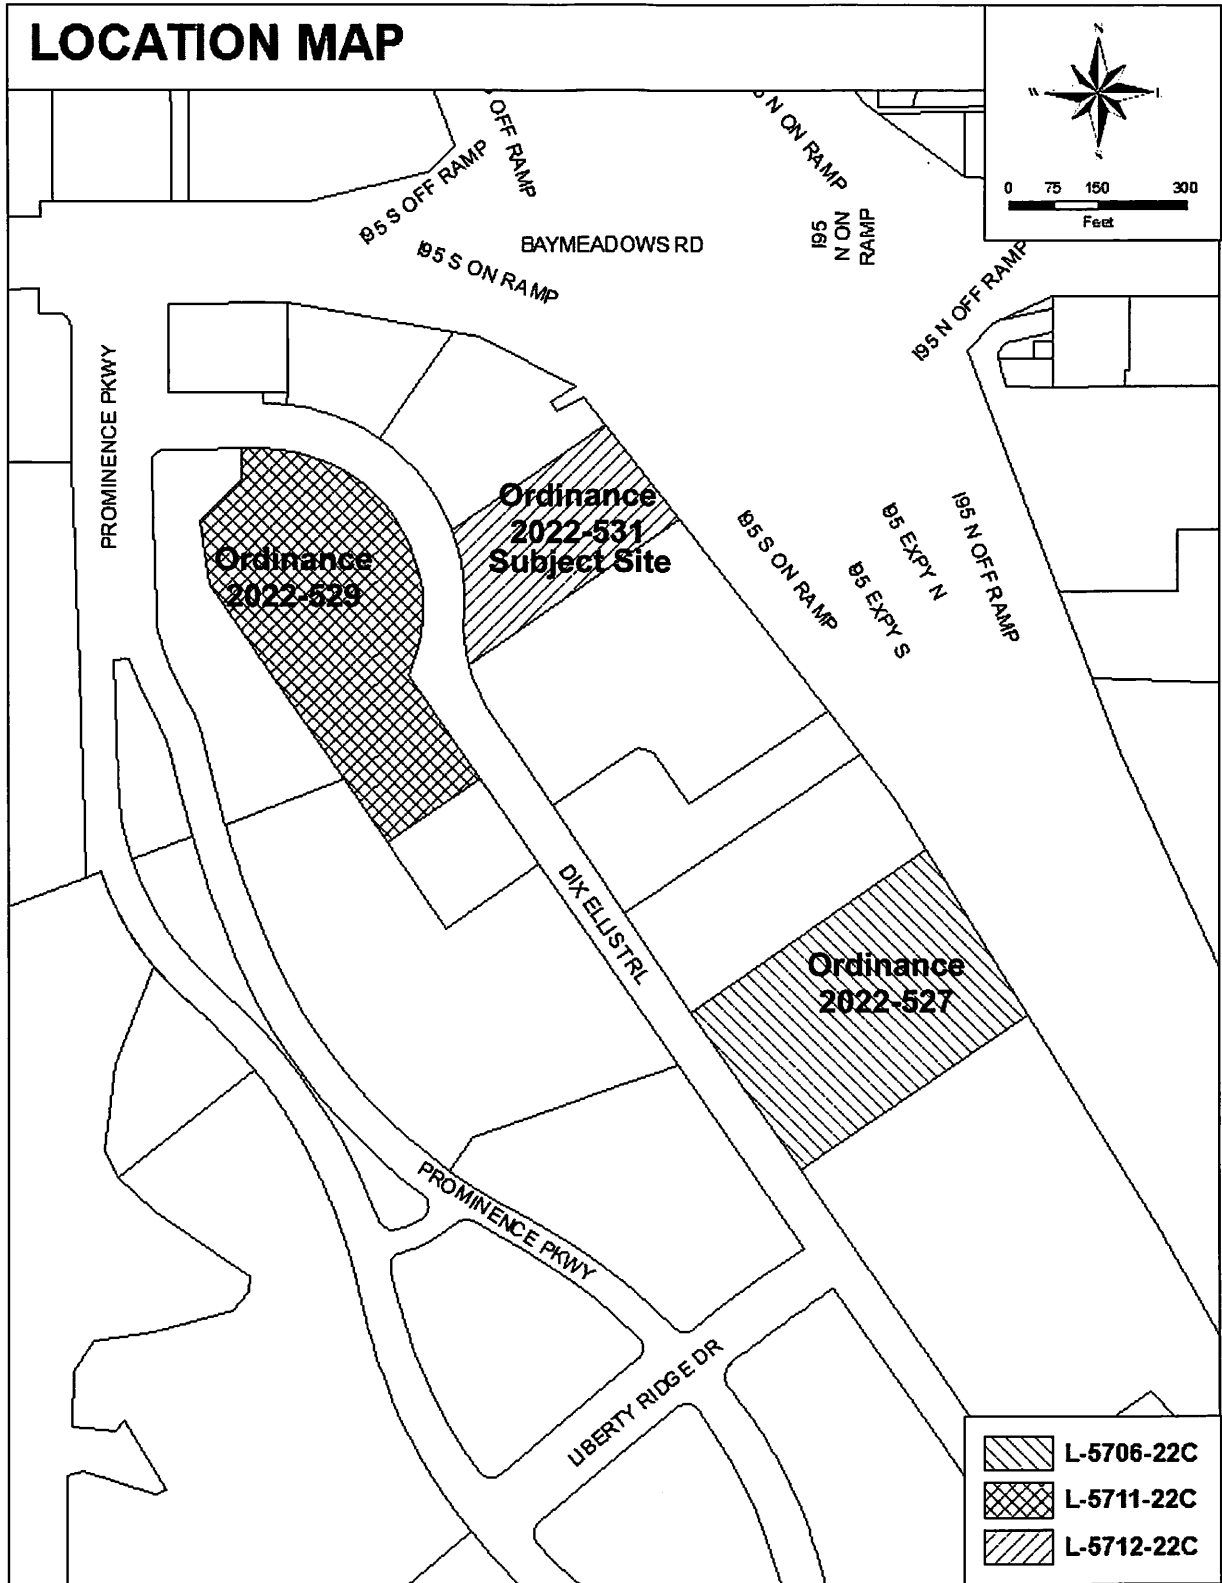 LOCATION MAP
N
W
S
0 75 150 300
Feet
OFF RAMP
N ON RAMP
I95 S OFF RAMP
I95 S ON RAMP
BAYMEADOWS RD
I95
N ON
RAMP
I95 N OFF RAMP
PROMINENCE PKWY
Ordinance
2022-531
Subject Site
Ordinance
2022-529
I95 S ON RAMP
I95 EXPY N
I95 EXPY S
I95 N OFF RAMP
DIX ELLIS TRL
Ordinance
2022-527
PROMINENCE PKWY
LIBERTY RIDGE DR
L-5706-22C
L-5711-22C
L-5712-22C